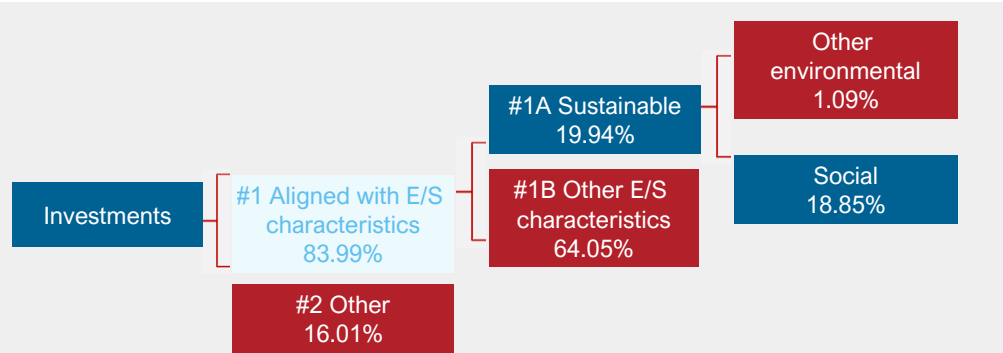 Investments
#1 Aligned with E/S
characteristics
83.99%
#2 Other
16.01%
#1A Sustainable
19.94%
#1B Other E/S
characteristics
64.05%
Other
environmental
1.09%
Social
18.85%